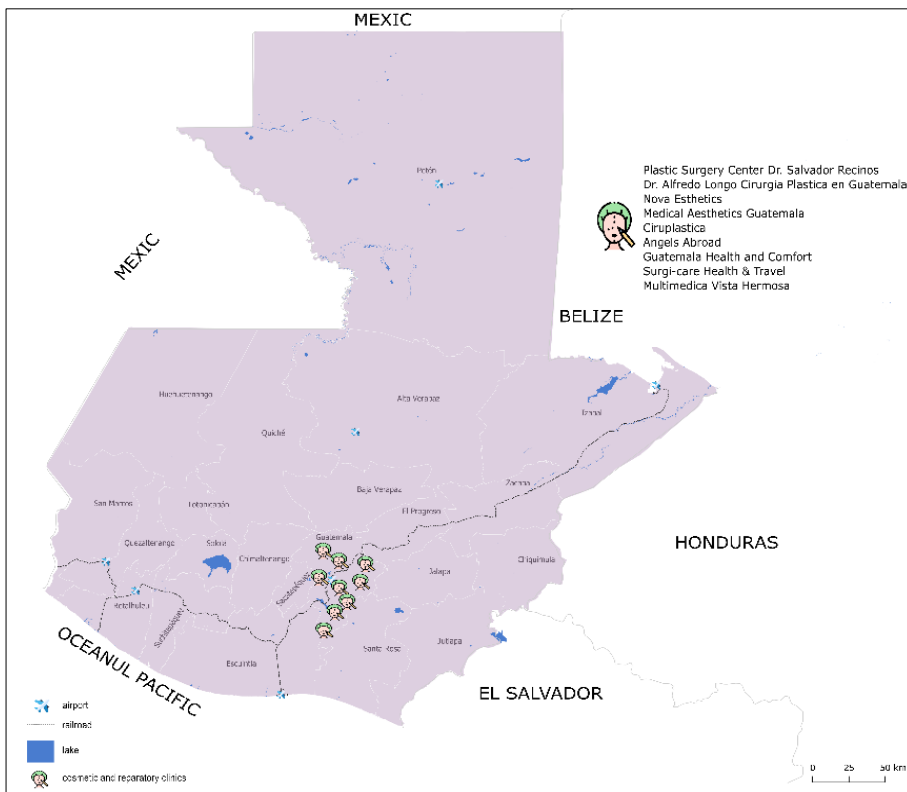 MEXIC
Petén
Plastic Surgery Center Dr. Salvador Recinos
Dr. Alfredo Longo Cirurgia Plastica en Guatemala
Nova Esthetics
Medical Aesthetics Guatemala
Ciruplastica
Angels Abroad
Guatemala Health and Comfort
Surgi-care Health & Travel
Multimedica Vista Hermosa
MEXIC
BELIZE
Huehuetenango
Alta Verapaz
Izabal
Quiché
Baja Verapaz
Zacapa
San Marcos
Totonicapán
El Progreso
Quezaltenango
Solola
Chimaltenango
Guatemala
HONDURAS
Jalapa
Chiquimula
Sacatepéquez
Retalhuleu
Suchitepéquez
Santa Rosa
Jutiapa
Escuintla
OCEANUL PACIFIC
EL SALVADOR
airport
railroad
lake
cosmetic and reparatory clinics
0 25 50 km